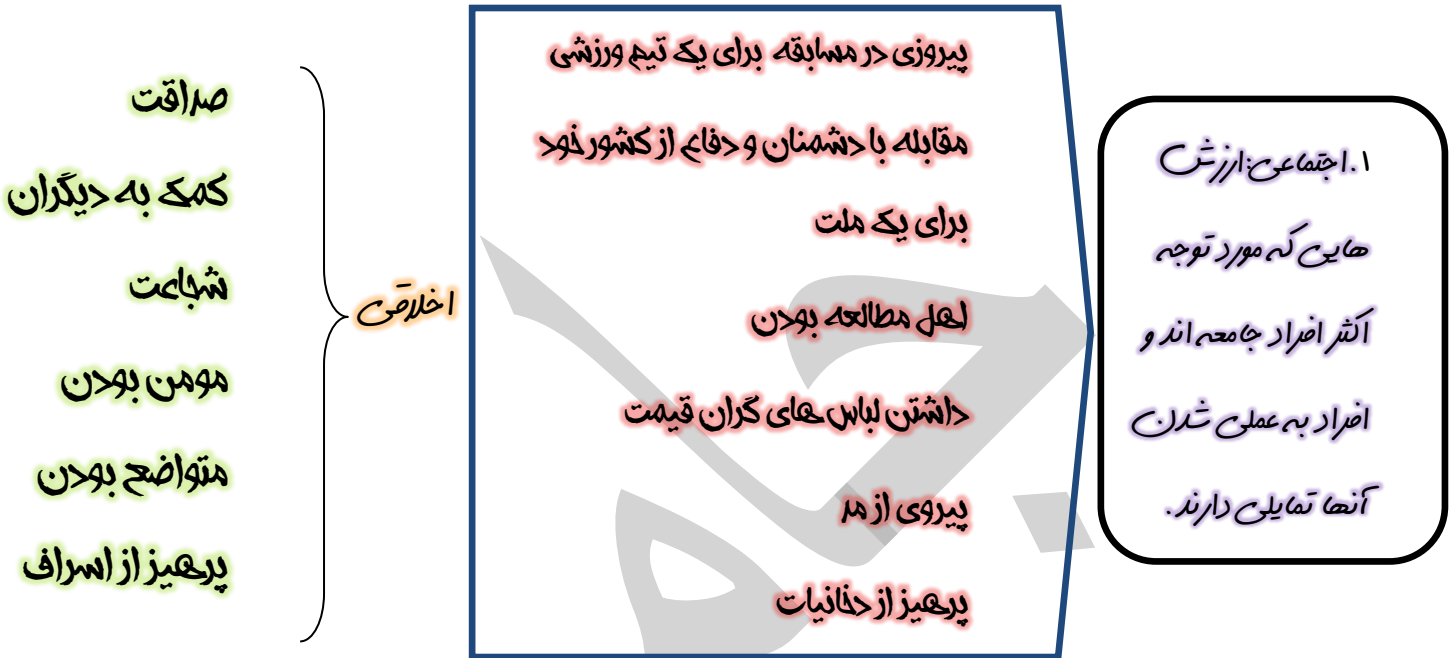 ۱. اجتماعی: ارزش
هایی که مورد توجه
اکثر افراد جامعه اند و
افراد به عملی شدن
آنها تمایلی دارند.
پیروزی در مسابقه برای یک تیم ورزشی
مقابله با دشمنان و دفاع از کشور خود
برای یک ملت
اهل مطالعه بودن
داشتن لباس های گران قیمت
پیروی از مد
پرهیز از دخانیات
اخلاقی
صداقت
کمک به دیگران
شجاعت
مومن بودن
متواضع بودن
پرهیز از اسراف